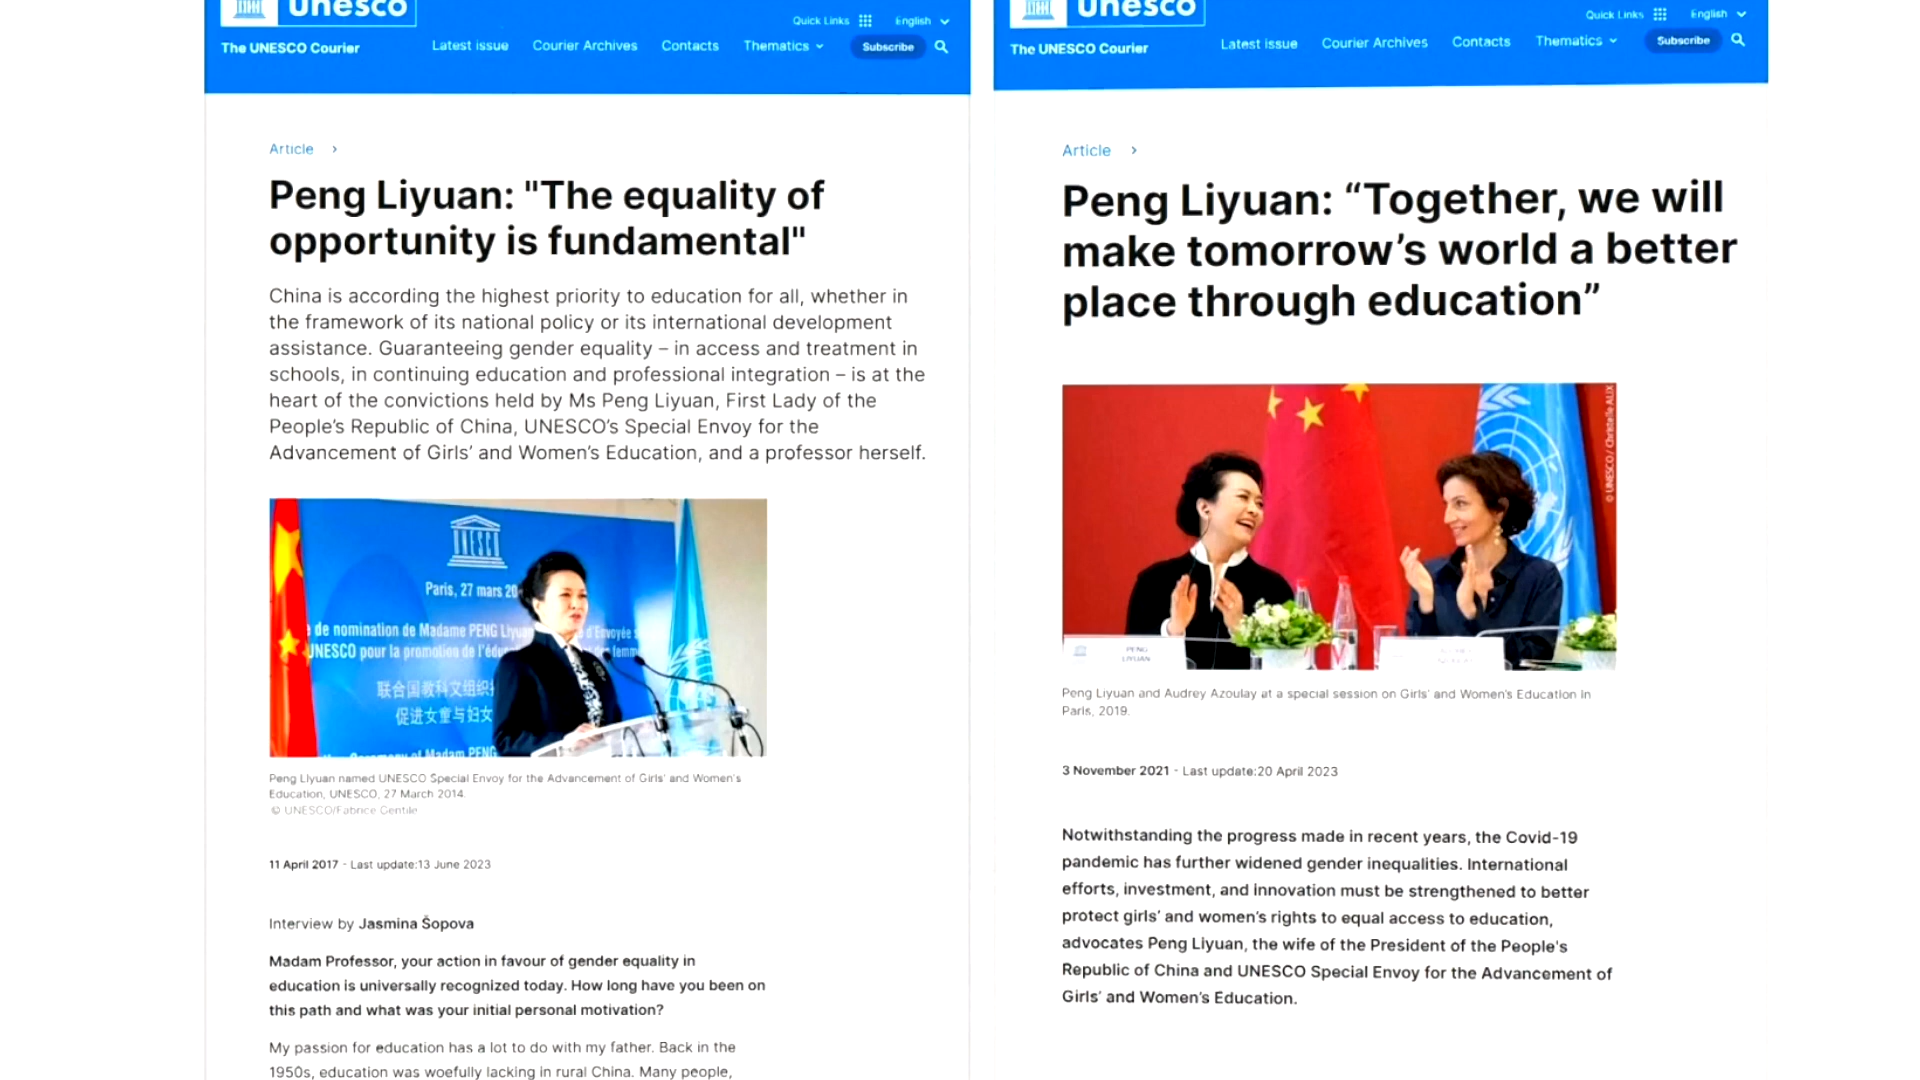 unesco
Quick Links
English
The UNESCO Courier
Latest issue
Courier Archives
Contacts
Thematics
Subscribe
Article
Peng Liyuan: "The equality of
opportunity is fundamental"
China is according the highest priority to education for all, whether in
the framework of its national policy or its international development
assistance. Guaranteeing gender equality – in access and treatment in
schools, in continuing education and professional integration – is at the
heart of the convictions held by Ms Peng Liyuan, First Lady of the
People's Republic of China, UNESCO's Special Envoy for the
Advancement of Girls' and Women's Education, and a professor herself.
UNESCO
Paris, 27 mars 20
de nomination de Madame PENG Liyuan d'Envoyée
UNESCO pour la promotion de l'édu des femm
联合国教科文组织
促进女童与妇女
Ceremony of Madam PENG
Peng Liyuan named UNESCO Special Envoy for the Advancement of Girls' and Women's
Education, UNESCO, 27 March 2014.
© UNESCO/Fabrice Gentile
11 April 2017 - Last update:13 June 2023
Interview by Jasmina Šopova
Madam Professor, your action in favour of gender equality in
education is universally recognized today. How long have you been on
this path and what was your initial personal motivation?
My passion for education has a lot to do with my father. Back in the
1950s, education was woefully lacking in rural China. Many people,
unesco
Quick Links
English
The UNESCO Courier
Latest issue
Courier Archives
Contacts
Thematics
Subscribe
Article
Peng Liyuan: “Together, we will
make tomorrow’s world a better
place through education”
© UNESCO / Christelle ALIX
PENG
LIYUAN
Peng Liyuan and Audrey Azoulay at a special session on Girls' and Women's Education in
Paris, 2019.
3 November 2021 - Last update:20 April 2023
Notwithstanding the progress made in recent years, the Covid-19
pandemic has further widened gender inequalities. International
efforts, investment, and innovation must be strengthened to better
protect girls' and women's rights to equal access to education,
advocates Peng Liyuan, the wife of the President of the People's
Republic of China and UNESCO Special Envoy for the Advancement of
Girls' and Women's Education.